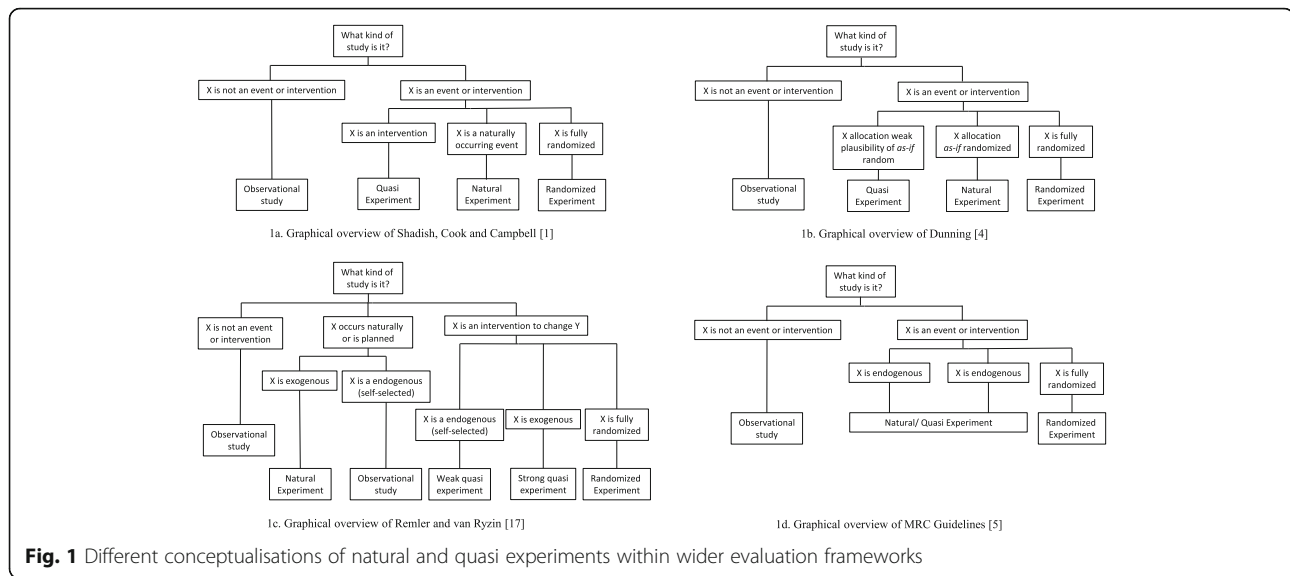 What kind of
study is it?
X is not an event or intervention
X is an event or intervention
X is an intervention
X is a naturally
occurring event
X is fully
randomized
Observational
study
Quasi
Experiment
Natural
Experiment
Randomized
Experiment
1a. Graphical overview of Shadish, Cook and Campbell [1]
What kind of
study is it?
X is not an event or intervention
X is an event or intervention
X allocation weak
plausibility of as-if
random
X allocation
as-if randomized
X is fully
randomized
Observational
study
Quasi
Experiment
Natural
Experiment
Randomized
Experiment
1b. Graphical overview of Dunning [4]
What kind of
study is it?
X is not an event
or intervention
X occurs naturally
or is planned
X is an intervention to change Y
X is exogenous
X is a endogenous
(self-selected)
X is a endogenous
(self-selected)
X is exogenous
X is fully
randomized
Observational
study
Natural
Experiment
Observational
study
Weak quasi
experiment
Strong quasi
experiment
Randomized
Experiment
1c. Graphical overview of Remler and van Ryzin [17]
What kind of
study is it?
X is not an event or intervention
X is an event or intervention
X is endogenous
X is endogenous
X is fully
randomized
Observational
study
Natural/ Quasi Experiment
Randomized
Experiment
1d. Graphical overview of MRC Guidelines [5]
Fig. 1 Different conceptualisations of natural and quasi experiments within wider evaluation frameworks